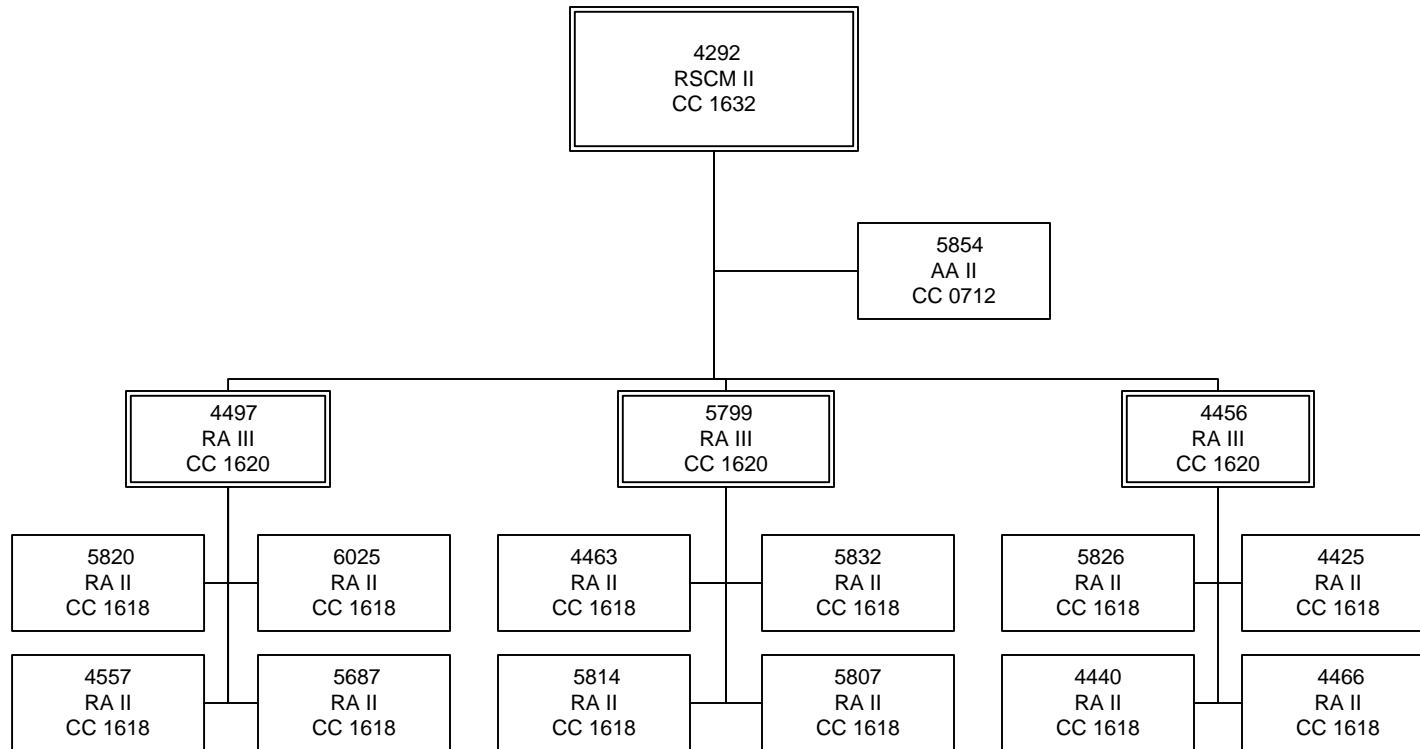 4292
RSCM II
CC 1632
5854
AA II
CC 0712
4497
RA III
CC 1620
5799
RA III
CC 1620
4456
RA III
CC 1620
5820
RA II
CC 1618
6025
RA II
CC 1618
4463
RA II
CC 1618
5832
RA II
CC 1618
5826
RA II
CC 1618
4425
RA II
CC 1618
4557
RA II
CC 1618
5687
RA II
CC 1618
5814
RA II
CC 1618
5807
RA II
CC 1618
4440
RA II
CC 1618
4466
RA II
CC 1618